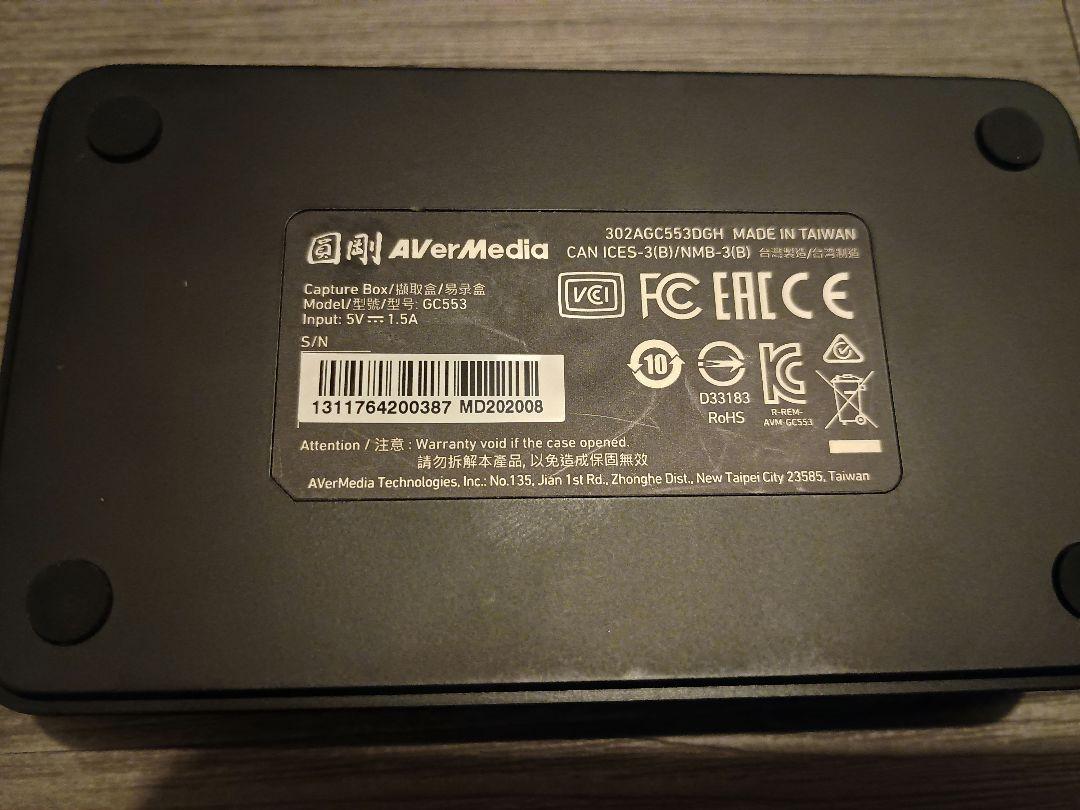 圓剛 AVerMedia
302AGC553DGH MADE IN TAIWAN
CAN ICES-3(B)/NMB-3(B) 台灣製造/台湾制造
Capture Box/擷取盒/易录盒
Model/型號/型号: GC553
Input: 5V ⎓ 1.5A
S/N
1311764200387 MD202008
VCI
FC
EAC
CE
10
D33183
RoHS
R-REM-
AVM-GC553
Attention / 注意 : Warranty void if the case opened.
請勿拆解本產品, 以免造成保固無效
AVerMedia Technologies, Inc.: No.135, Jian 1st Rd., Zhonghe Dist., New Taipei City 23585, Taiwan